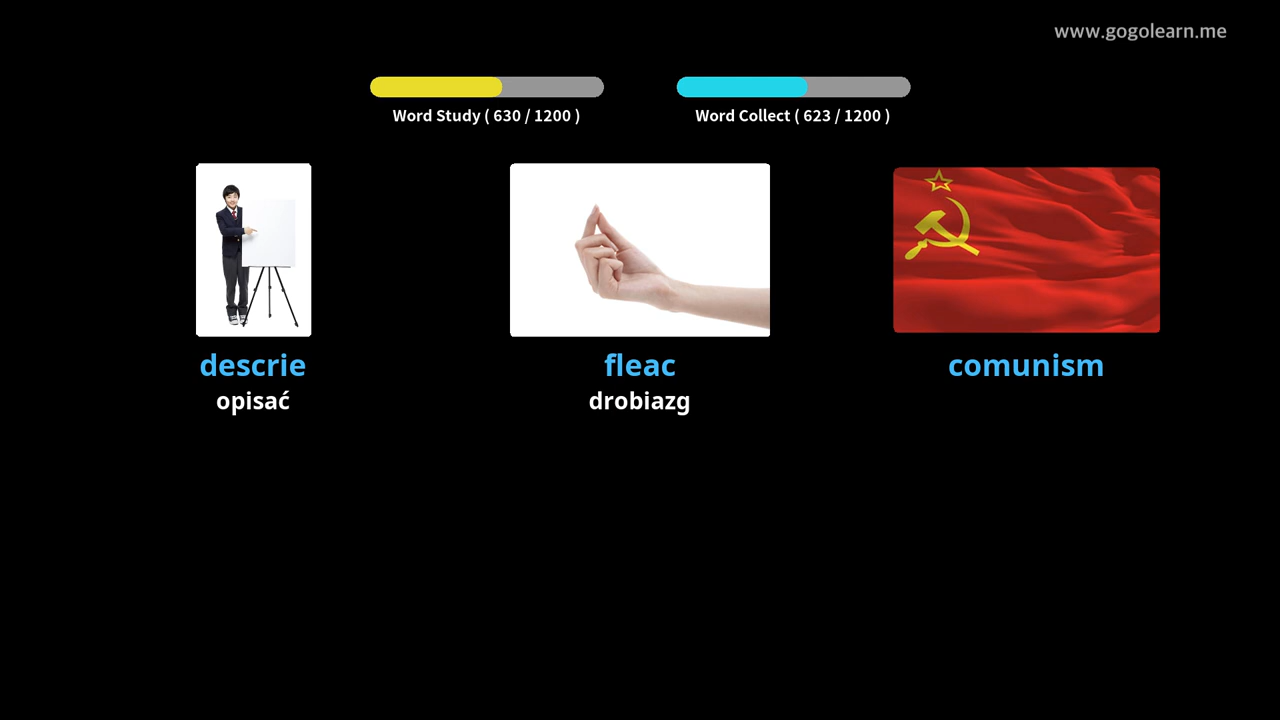 www.gogolearn.me
Word Study ( 630 / 1200 )
Word Collect ( 623 / 1200 )
descrie
opisać
fleac
drobiazg
comunism